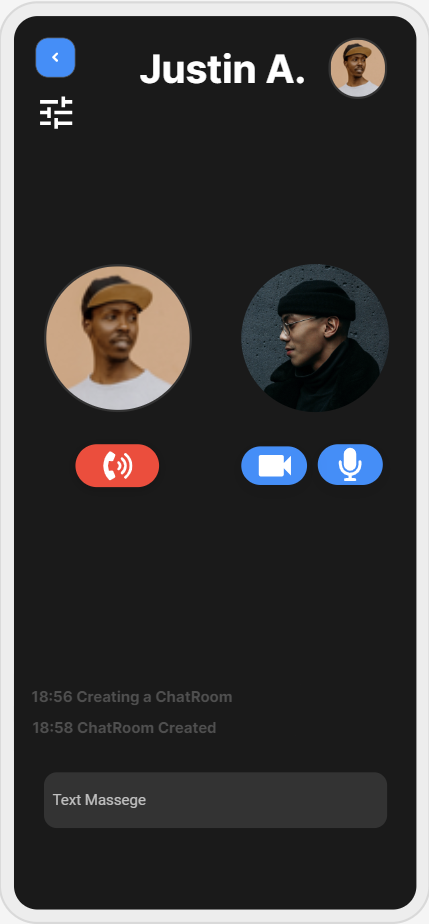 Justin A.
18:56 Creating a ChatRoom
18:58 ChatRoom Created
Text Massege